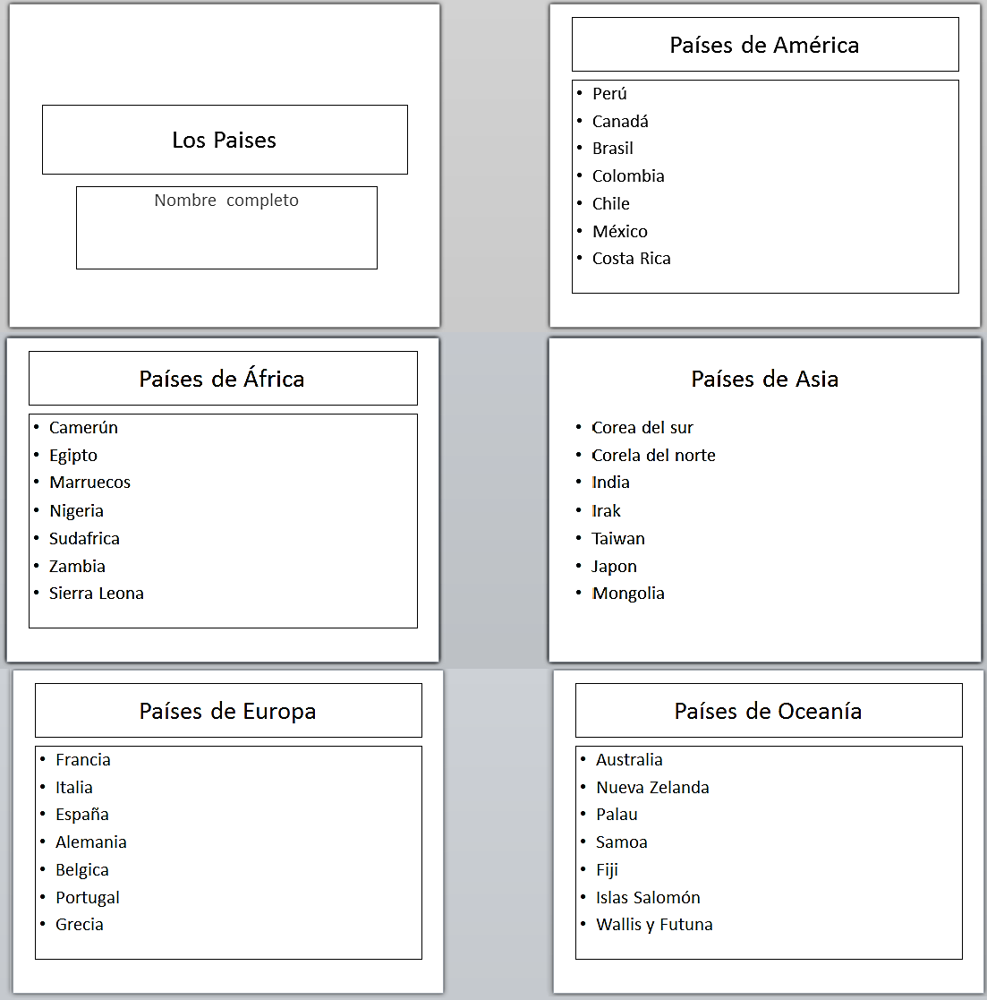 Los Paises
Nombre completo
Países de América
• Perú
• Canadá
• Brasil
• Colombia
• Chile
• México
• Costa Rica
Países de África
• Camerún
• Egipto
• Marruecos
• Nigeria
• Sudafrica
• Zambia
• Sierra Leona
Países de Asia
• Corea del sur
• Corela del norte
• India
• Irak
• Taiwan
• Japon
• Mongolia
Países de Europa
• Francia
• Italia
• España
• Alemania
• Belgica
• Portugal
• Grecia
Países de Oceanía
• Australia
• Nueva Zelanda
• Palau
• Samoa
• Fiji
• Islas Salomón
• Wallis y Futuna